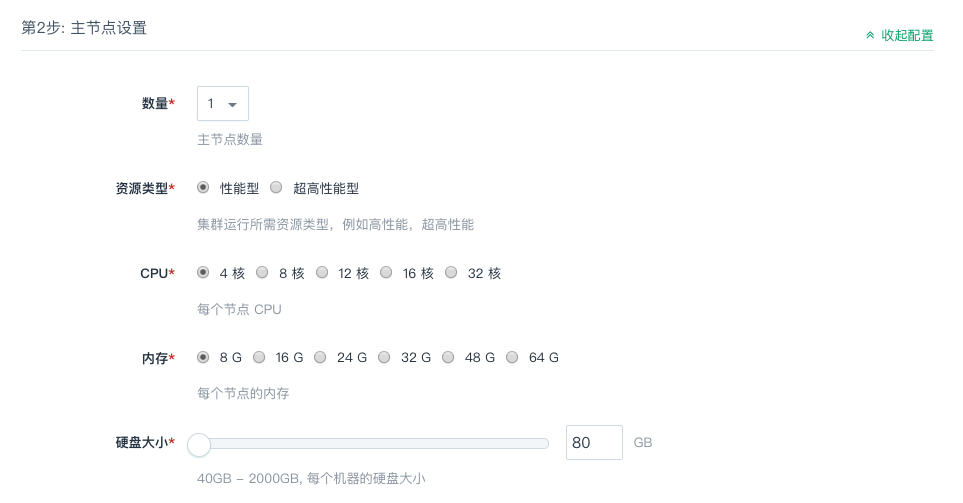 第2步: 主节点设置
收起配置
数量* 1
主节点数量
资源类型* 性能型 超高性能型
集群运行所需资源类型，例如高性能，超高性能
CPU* 4 核 8 核 12 核 16 核 32 核
每个节点 CPU
内存* 8 G 16 G 24 G 32 G 48 G 64 G
每个节点的内存
硬盘大小* 80 GB
40GB – 2000GB, 每个机器的硬盘大小